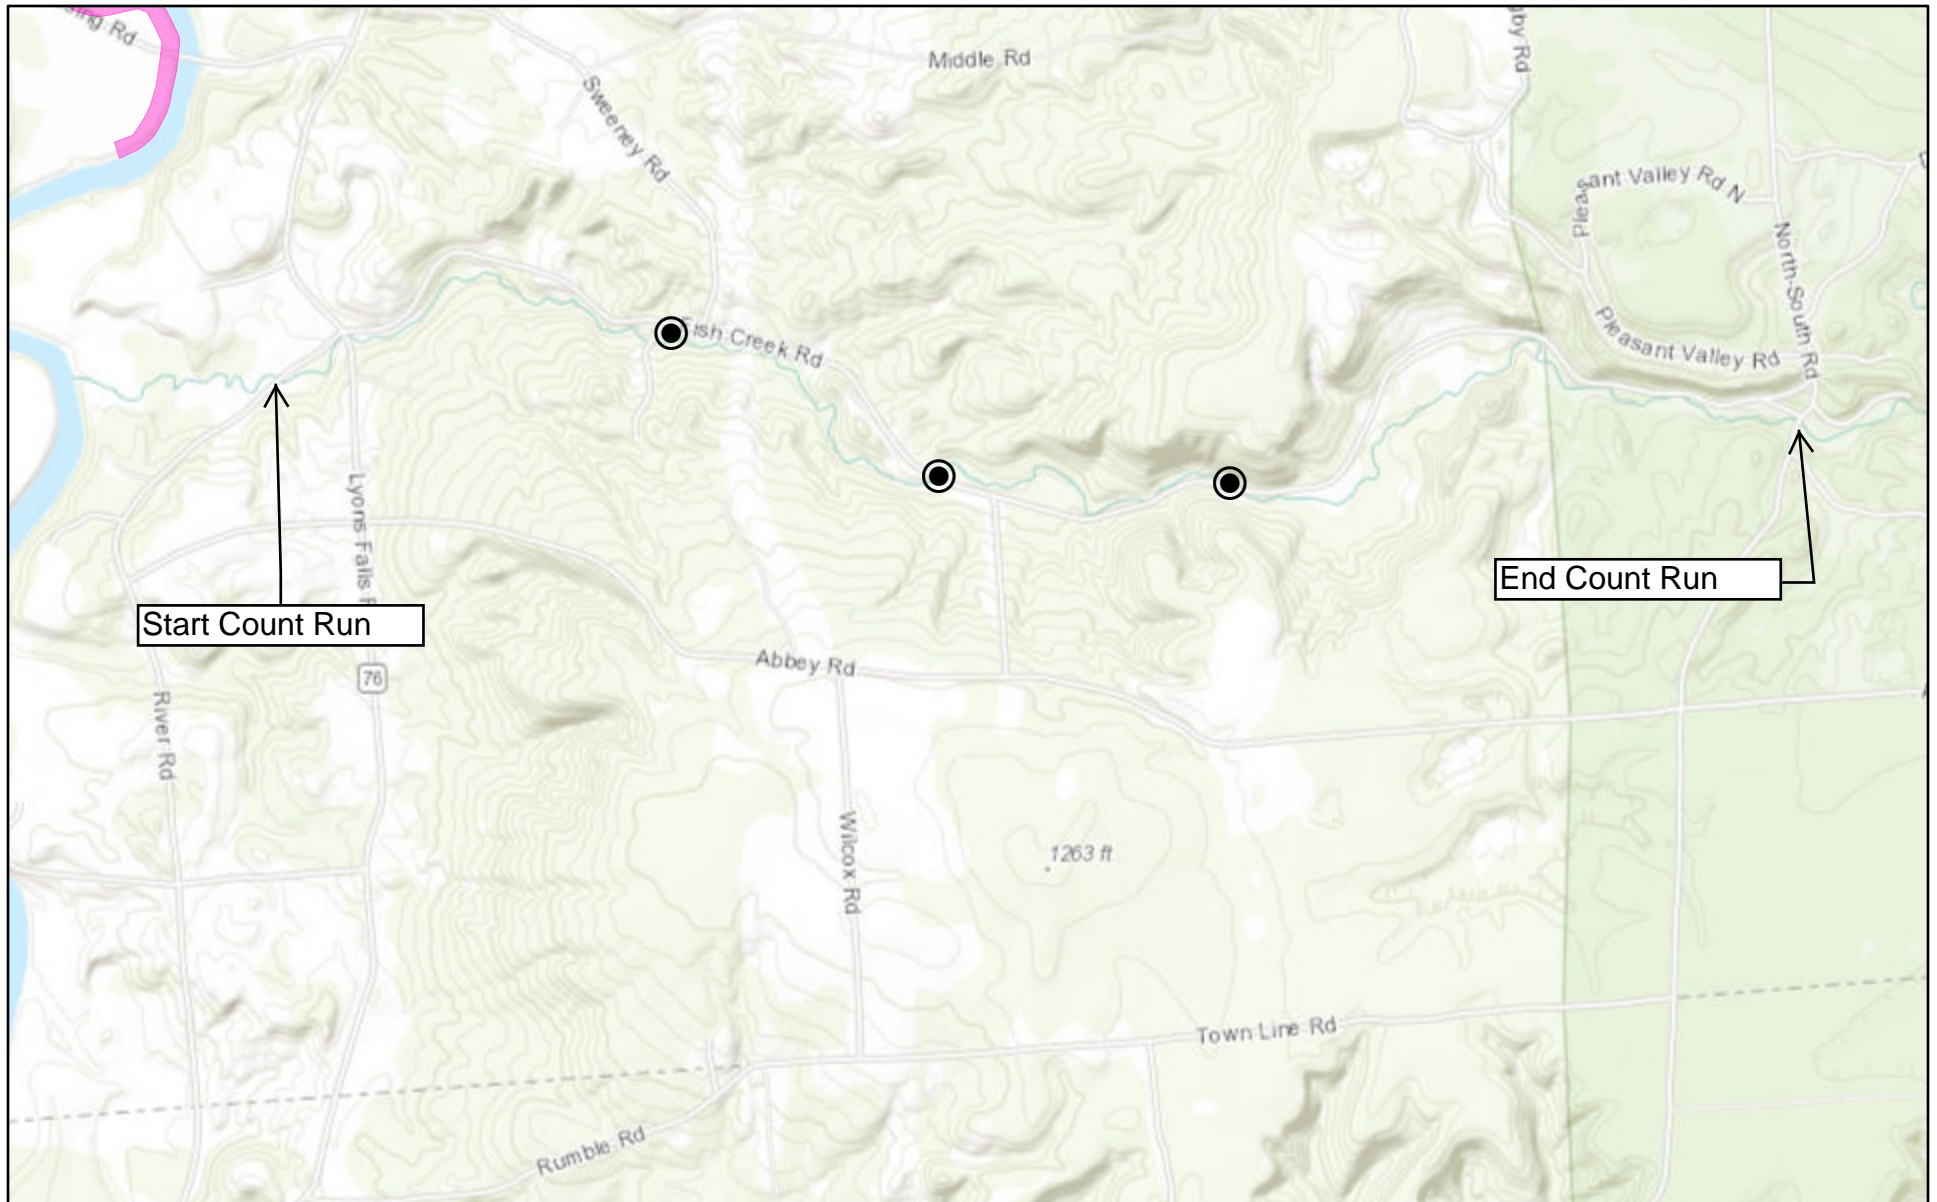 Middle Rd
Sweeney Rd
Pleasant Valley Rd N
North-South Rd
Fish Creek Rd
Pleasant Valley Rd
Lyons Falls
End Count Run
Start Count Run
Abbey Rd
76
River Rd
Wilcox Rd
1263 ft
Town Line Rd
Rumble Rd